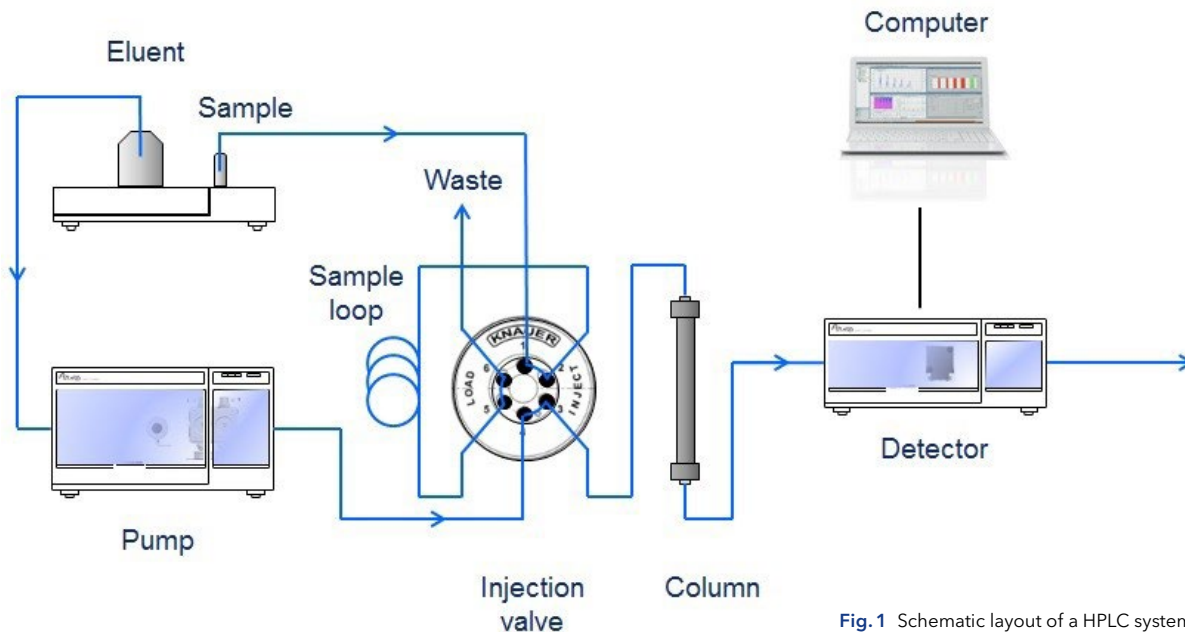 Computer
Eluent
Sample
Waste
Sample
loop
KNAUER
1
6
2
LOAD
INJECT
5
3
4
Detector
Pump
Injection
valve
Column
Fig. 1 Schematic layout of a HPLC system